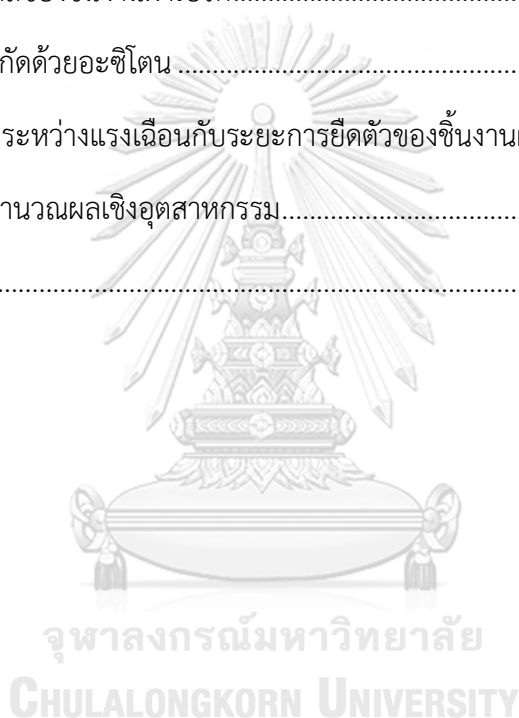 กัดด้วยอะซิโตน ..................................................
ระหว่างแรงเฉือนกับระยะการยืดตัวของชิ้นงาน
านวณผลเชิงอุตสาหกรรม..................................
..........................................................................
จุฬาลงกรณ์มหาวิทยาลัย
CHULALONGKORN UNIVERSITY